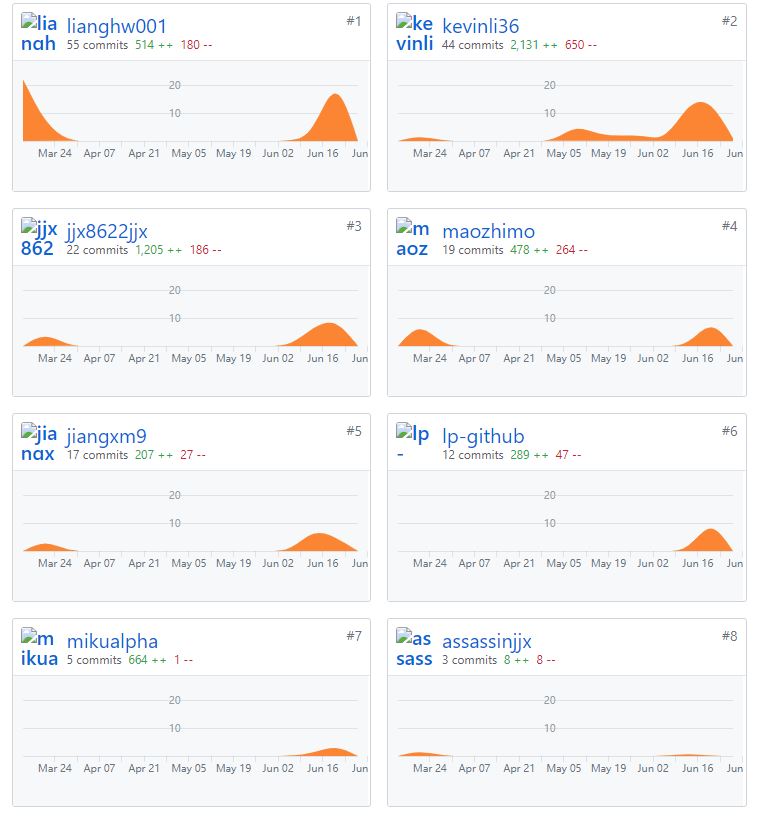 lianghw001 #1
55 commits 514 ++ 180 --
lia
ngh
20
10
Mar 24 Apr 07 Apr 21 May 05 May 19 Jun 02 Jun 16 Jun
kevinli36 #2
44 commits 2,131 ++ 650 --
ke
vinli
20
10
Mar 24 Apr 07 Apr 21 May 05 May 19 Jun 02 Jun 16 Jun
jjx8622jjx #3
22 commits 1,205 ++ 186 --
jjx
862
20
10
Mar 24 Apr 07 Apr 21 May 05 May 19 Jun 02 Jun 16 Jun
maozhimo #4
19 commits 478 ++ 264 --
m
aoz
20
10
Mar 24 Apr 07 Apr 21 May 05 May 19 Jun 02 Jun 16 Jun
jiangxm9 #5
17 commits 207 ++ 27 --
jia
ngx
20
10
Mar 24 Apr 07 Apr 21 May 05 May 19 Jun 02 Jun 16 Jun
lp-github #6
12 commits 289 ++ 47 --
lp
-
20
10
Mar 24 Apr 07 Apr 21 May 05 May 19 Jun 02 Jun 16 Jun
mikualpha #7
5 commits 664 ++ 1 --
m
ikua
20
10
Mar 24 Apr 07 Apr 21 May 05 May 19 Jun 02 Jun 16 Jun
assassinjjx #8
3 commits 8 ++ 8 --
as
sass
20
10
Mar 24 Apr 07 Apr 21 May 05 May 19 Jun 02 Jun 16 Jun